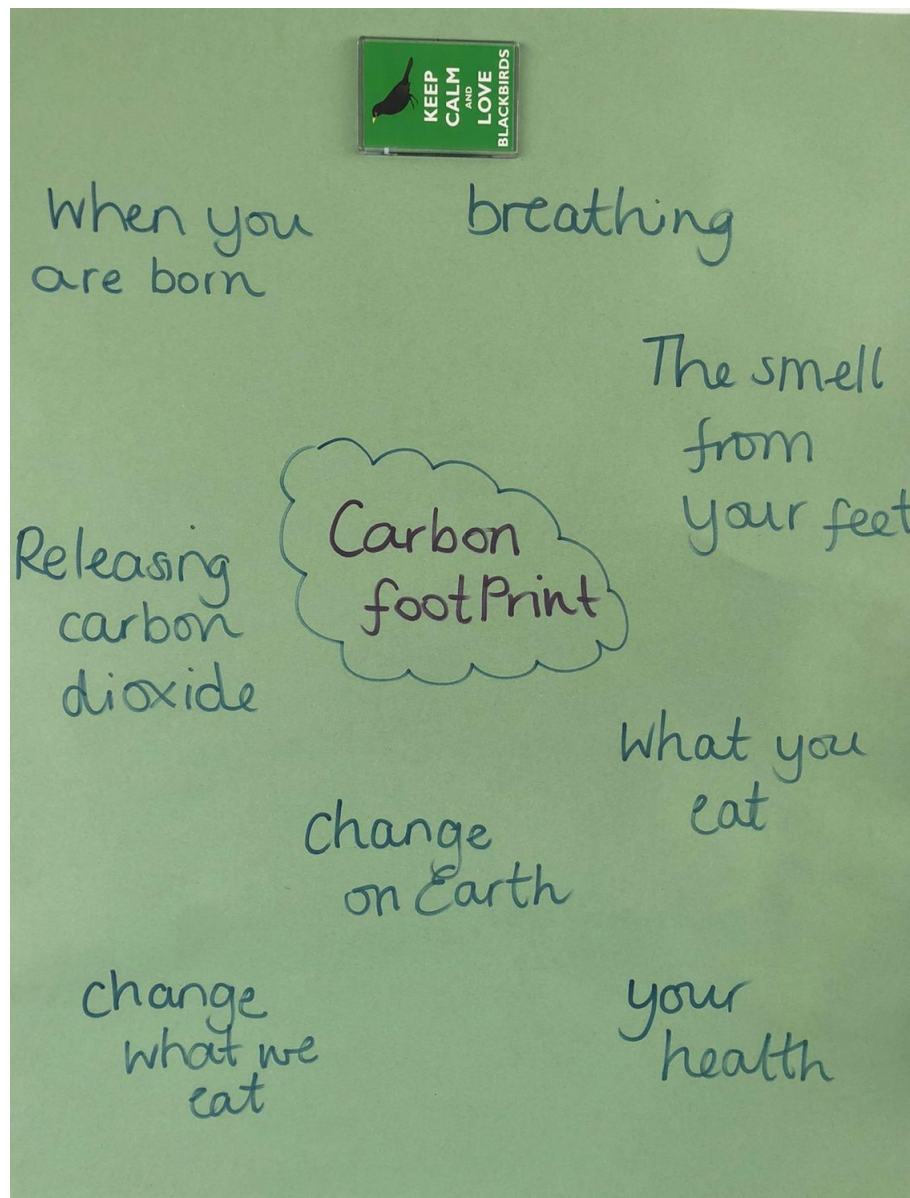 KEEP
CALM
AND
LOVE
BLACKBIRDS
When you
are born
breathing
The smell
from
your feet
Carbon
footPrint
Releasing
carbon
dioxide
What you
eat
change
on Earth
change
what we
eat
your
health